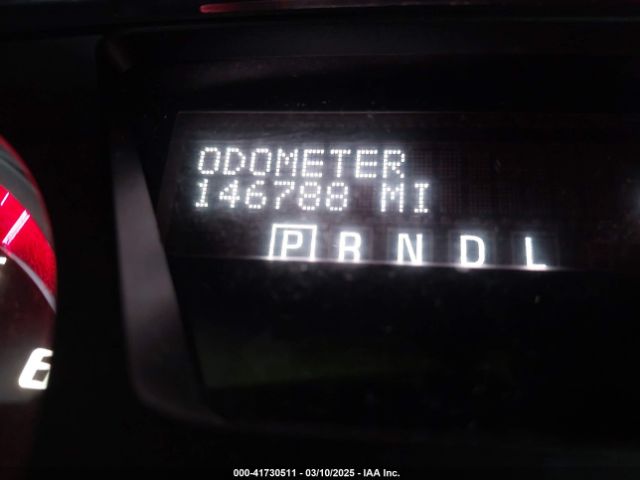 ODOMETER
146788 MI
P R N D L
E
000-41730511 - 03/10/2025 - IAA Inc.